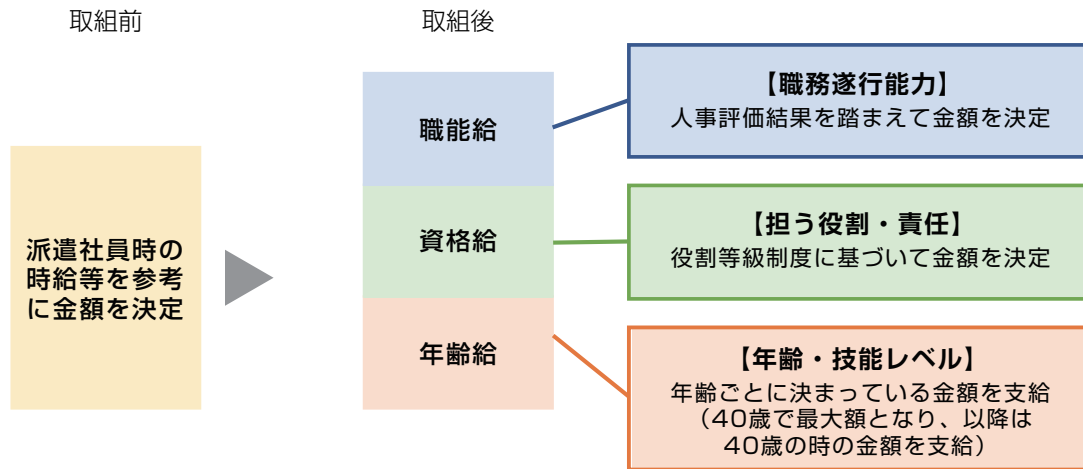 取組前
取組後
派遣社員時の
時給等を参考
に金額を決定
職能給
資格給
年齢給
【職務遂行能力】
人事評価結果を踏まえて金額を決定
【担う役割・責任】
役割等級制度に基づいて金額を決定
【年齢・技能レベル】
年齢ごとに決まっている金額を支給
（40歳で最大額となり、以降は
40歳の時の金額を支給）